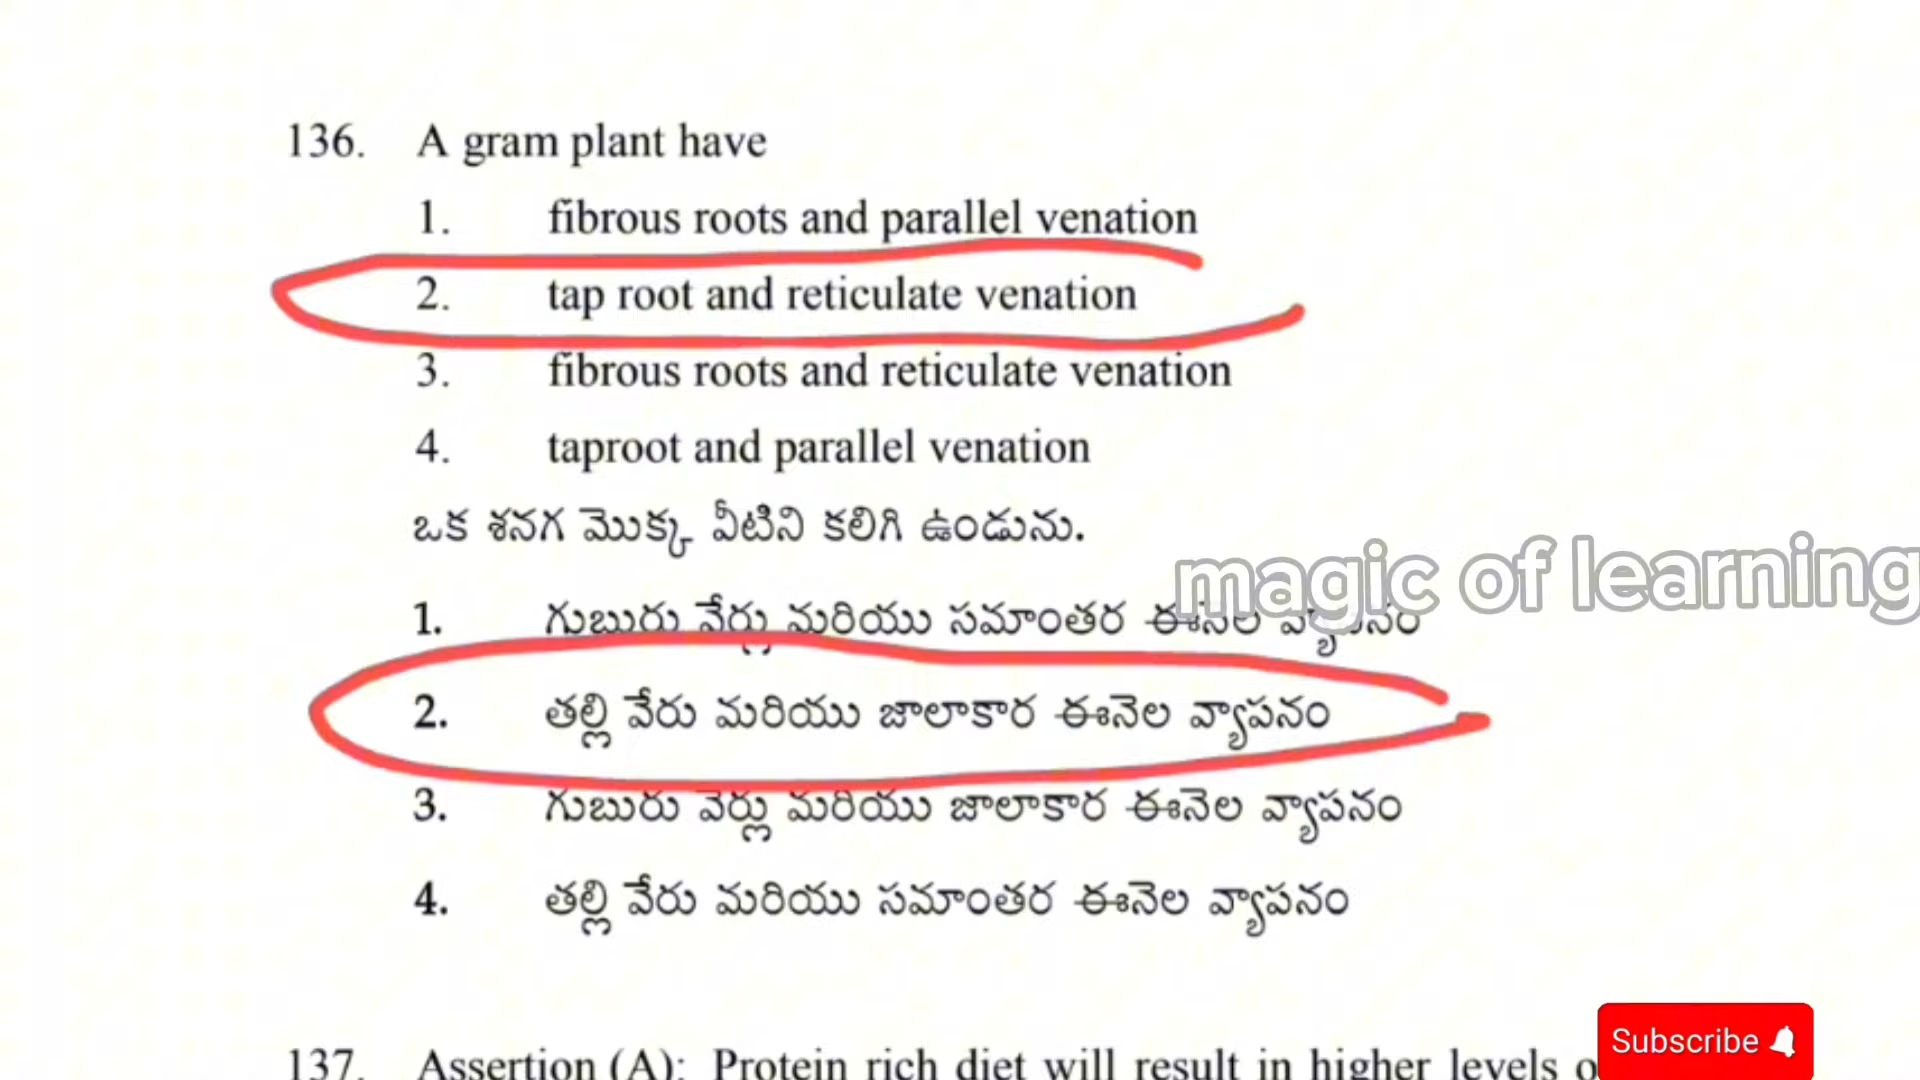 136. A gram plant have
1. fibrous roots and parallel venation
2. tap root and reticulate venation
3. fibrous roots and reticulate venation
4. taproot and parallel venation
ఒక శనగ మొక్క వీటిని కలిగి ఉండును.
magic of learning
1. గుబురు వేర్లు మరియు సమాంతర ఈనెల వ్యాపనం
2. తల్లి వేరు మరియు జాలాకార ఈనెల వ్యాపనం
3. గుబురు వేర్లు మరియు జాలాకార ఈనెల వ్యాపనం
4. తల్లి వేరు మరియు సమాంతర ఈనెల వ్యాపనం
137. Assertion (A): Protein rich diet will result in higher levels
Subscribe